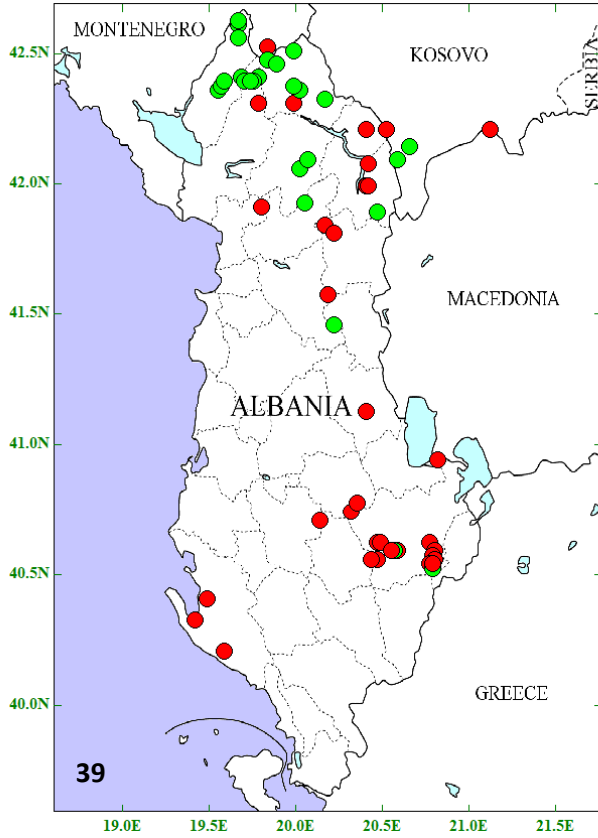 MONTENEGRO
42.5N
KOSOVO
SERBIA
42.0N
41.5N
MACEDONIA
ALBANIA
41.0N
40.5N
GREECE
40.0N
39
19.0E 19.5E 20.0E 20.5E 21.0E 21.5E